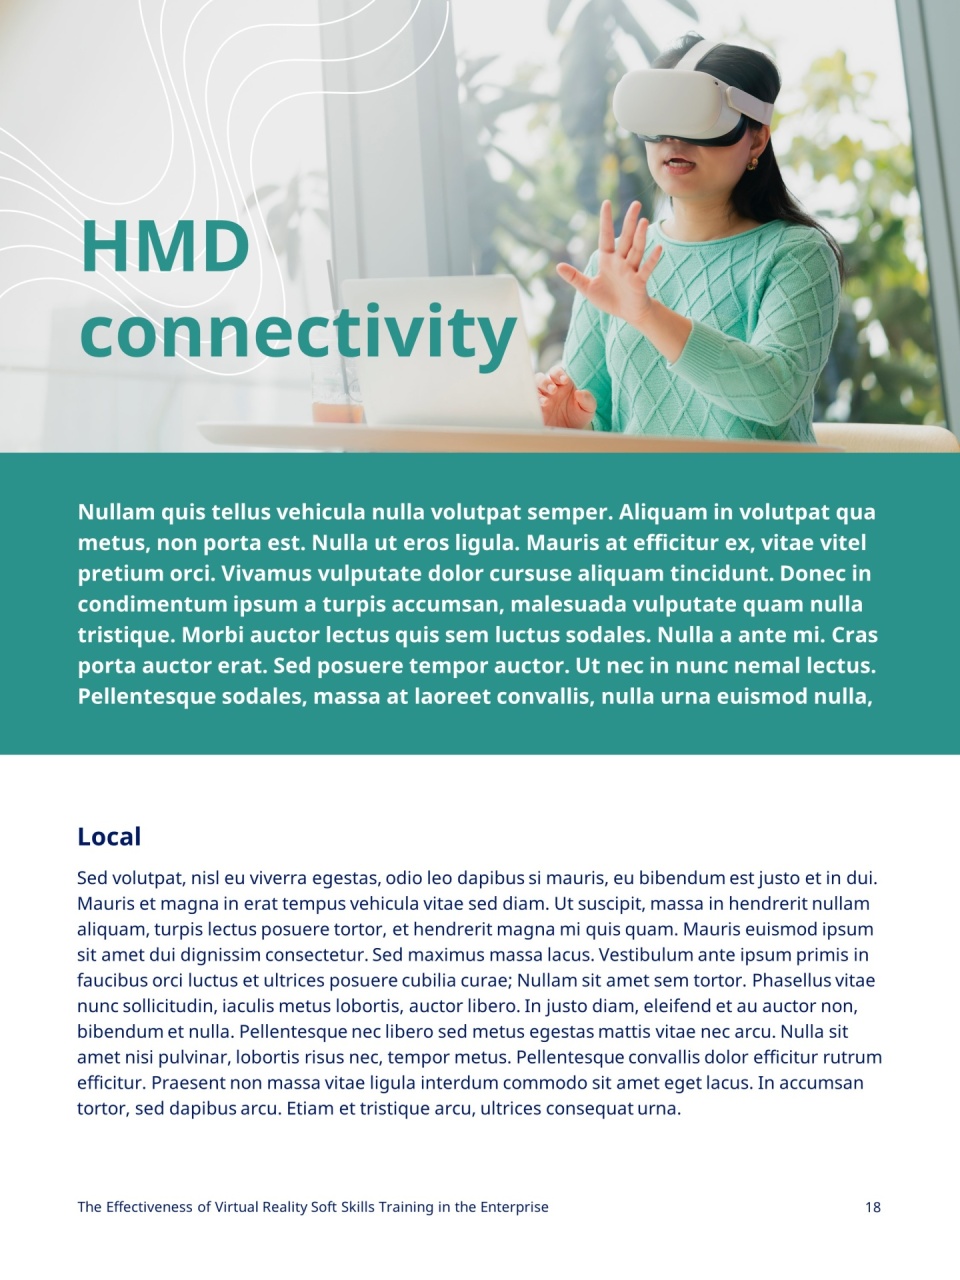 HMD
connectivity
Nullam quis tellus vehicula nulla volutpat semper. Aliquam in volutpat qua
metus, non porta est. Nulla ut eros ligula. Mauris at efficitur ex, vitae vitel
pretium orci. Vivamus vulputate dolor cursuse aliquam tincidunt. Donec in
condimentum ipsum a turpis accumsan, malesuada vulputate quam nulla
tristique. Morbi auctor lectus quis sem luctus sodales. Nulla a ante mi. Cras
porta auctor erat. Sed posuere tempor auctor. Ut nec in nunc nemal lectus.
Pellentesque sodales, massa at laoreet convallis, nulla urna euismod nulla,
Local
Sed volutpat, nisl eu viverra egestas, odio leo dapibus si mauris, eu bibendum est justo et in dui.
Mauris et magna in erat tempus vehicula vitae sed diam. Ut suscipit, massa in hendrerit nullam
aliquam, turpis lectus posuere tortor, et hendrerit magna mi quis quam. Mauris euismod ipsum
sit amet dui dignissim consectetur. Sed maximus massa lacus. Vestibulum ante ipsum primis in
faucibus orci luctus et ultrices posuere cubilia curae; Nullam sit amet sem tortor. Phasellus vitae
nunc sollicitudin, iaculis metus lobortis, auctor libero. In justo diam, eleifend et au auctor non,
bibendum et nulla. Pellentesque nec libero sed metus egestas mattis vitae nec arcu. Nulla sit
amet nisi pulvinar, lobortis risus nec, tempor metus. Pellentesque convallis dolor efficitur rutrum
efficitur. Praesent non massa vitae ligula interdum commodo sit amet eget lacus. In accumsan
tortor, sed dapibus arcu. Etiam et tristique arcu, ultrices consequat urna.
The Effectiveness of Virtual Reality Soft Skills Training in the Enterprise
18